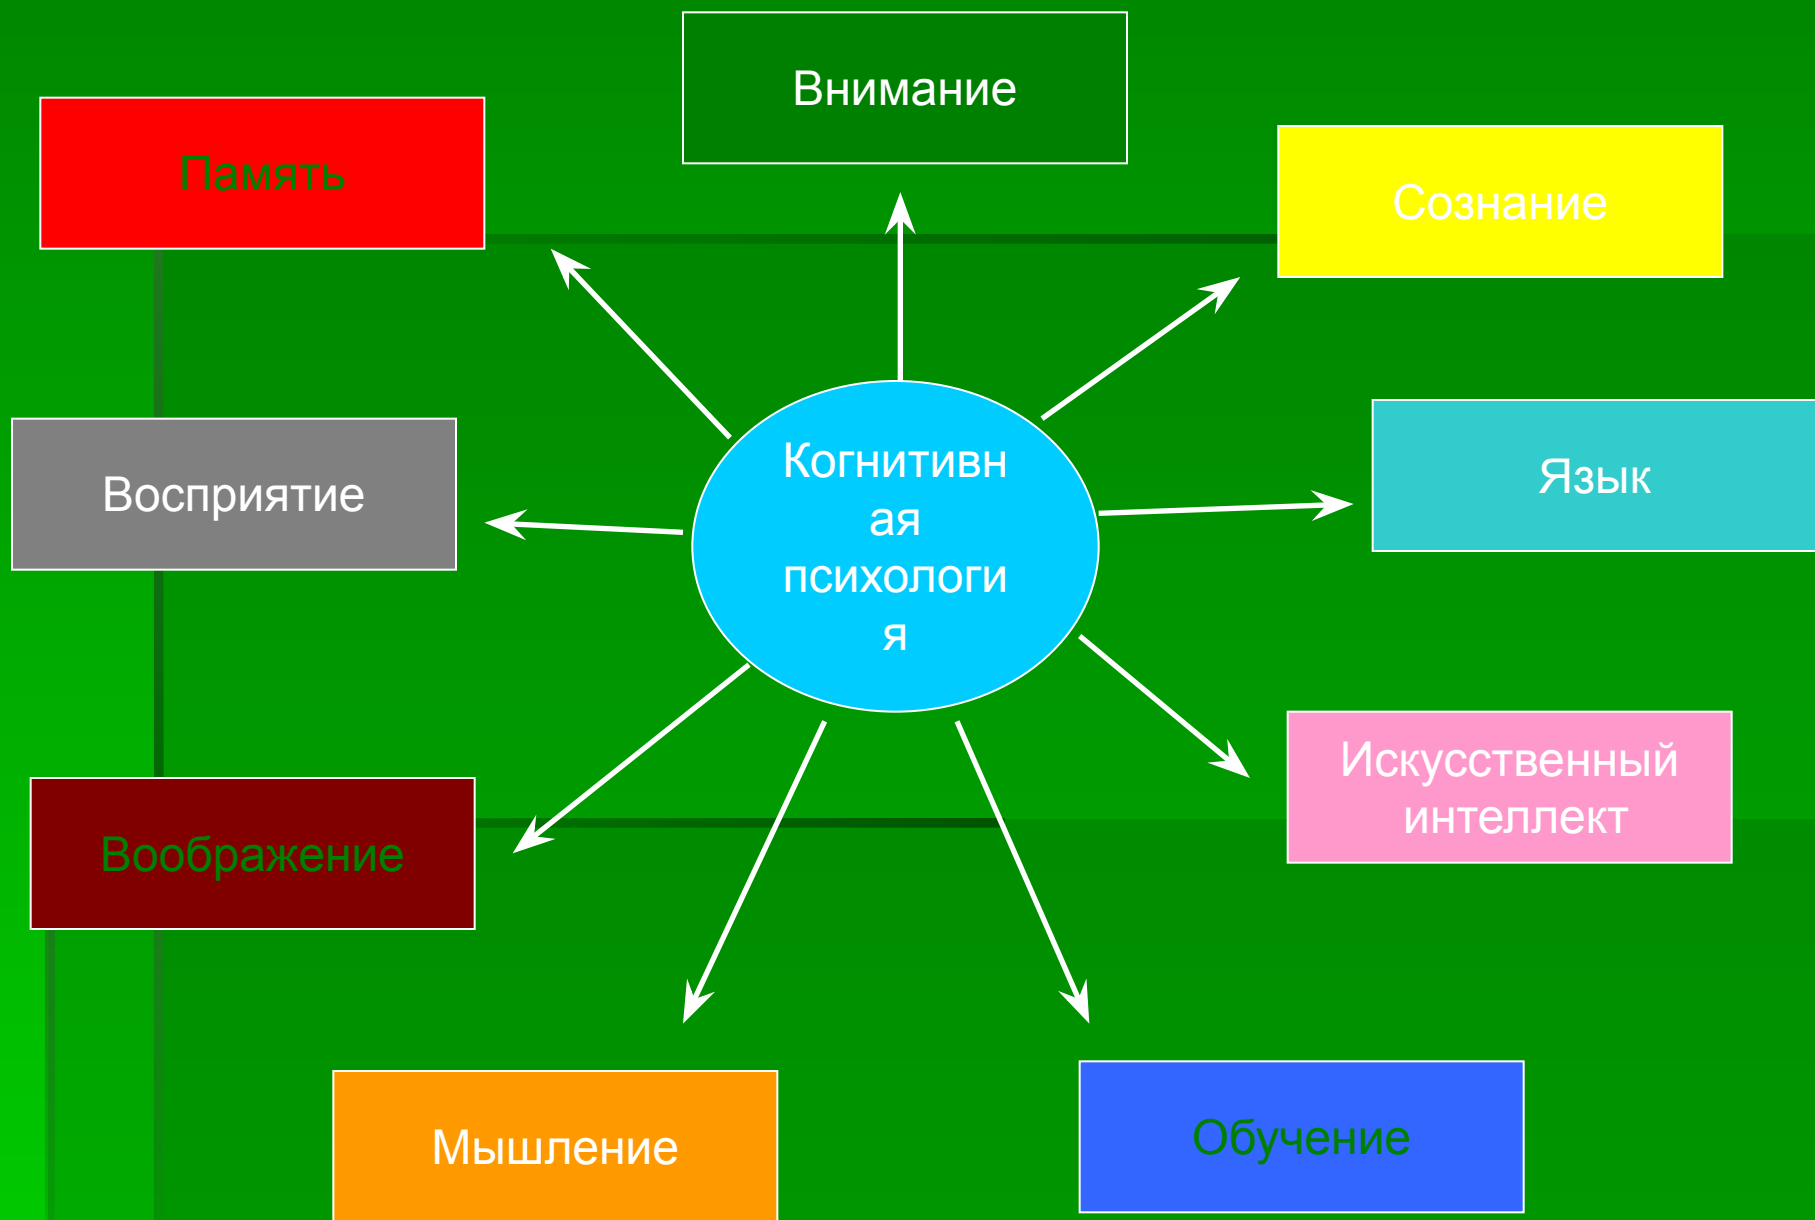 Внимание
Память
Сознание
Когнитивн
ая
психологи
я
Язык
Восприятие
Искусственный
интеллект
Воображение
Мышление
Обучение